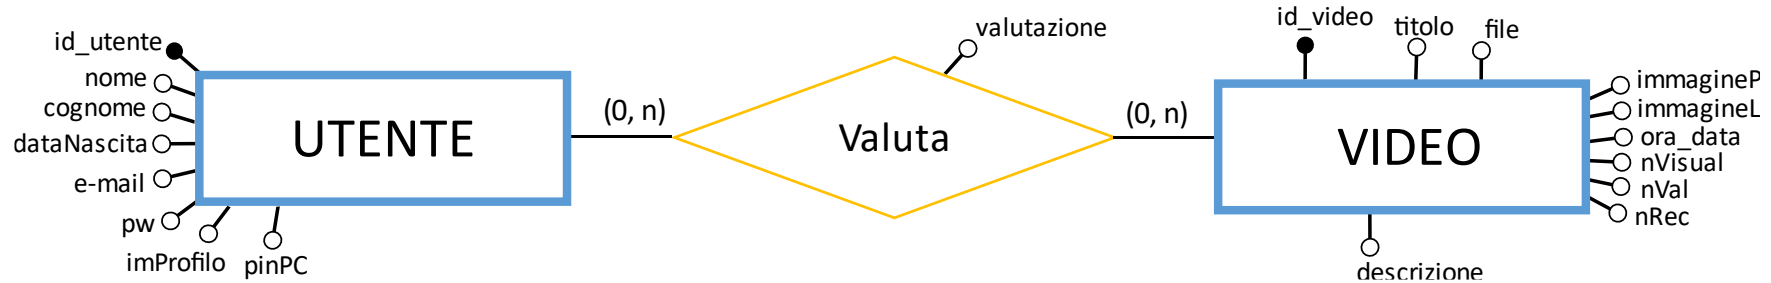 id_utente
nome
cognome
dataNascita
e-mail
pw
imProfilo
pinPC
UTENTE
(0, n)
valutazione
Valuta
(0, n)
id_video
titolo
file
VIDEO
immagineP
immagineL
ora_data
nVisual
nVal
nRec
descrizione